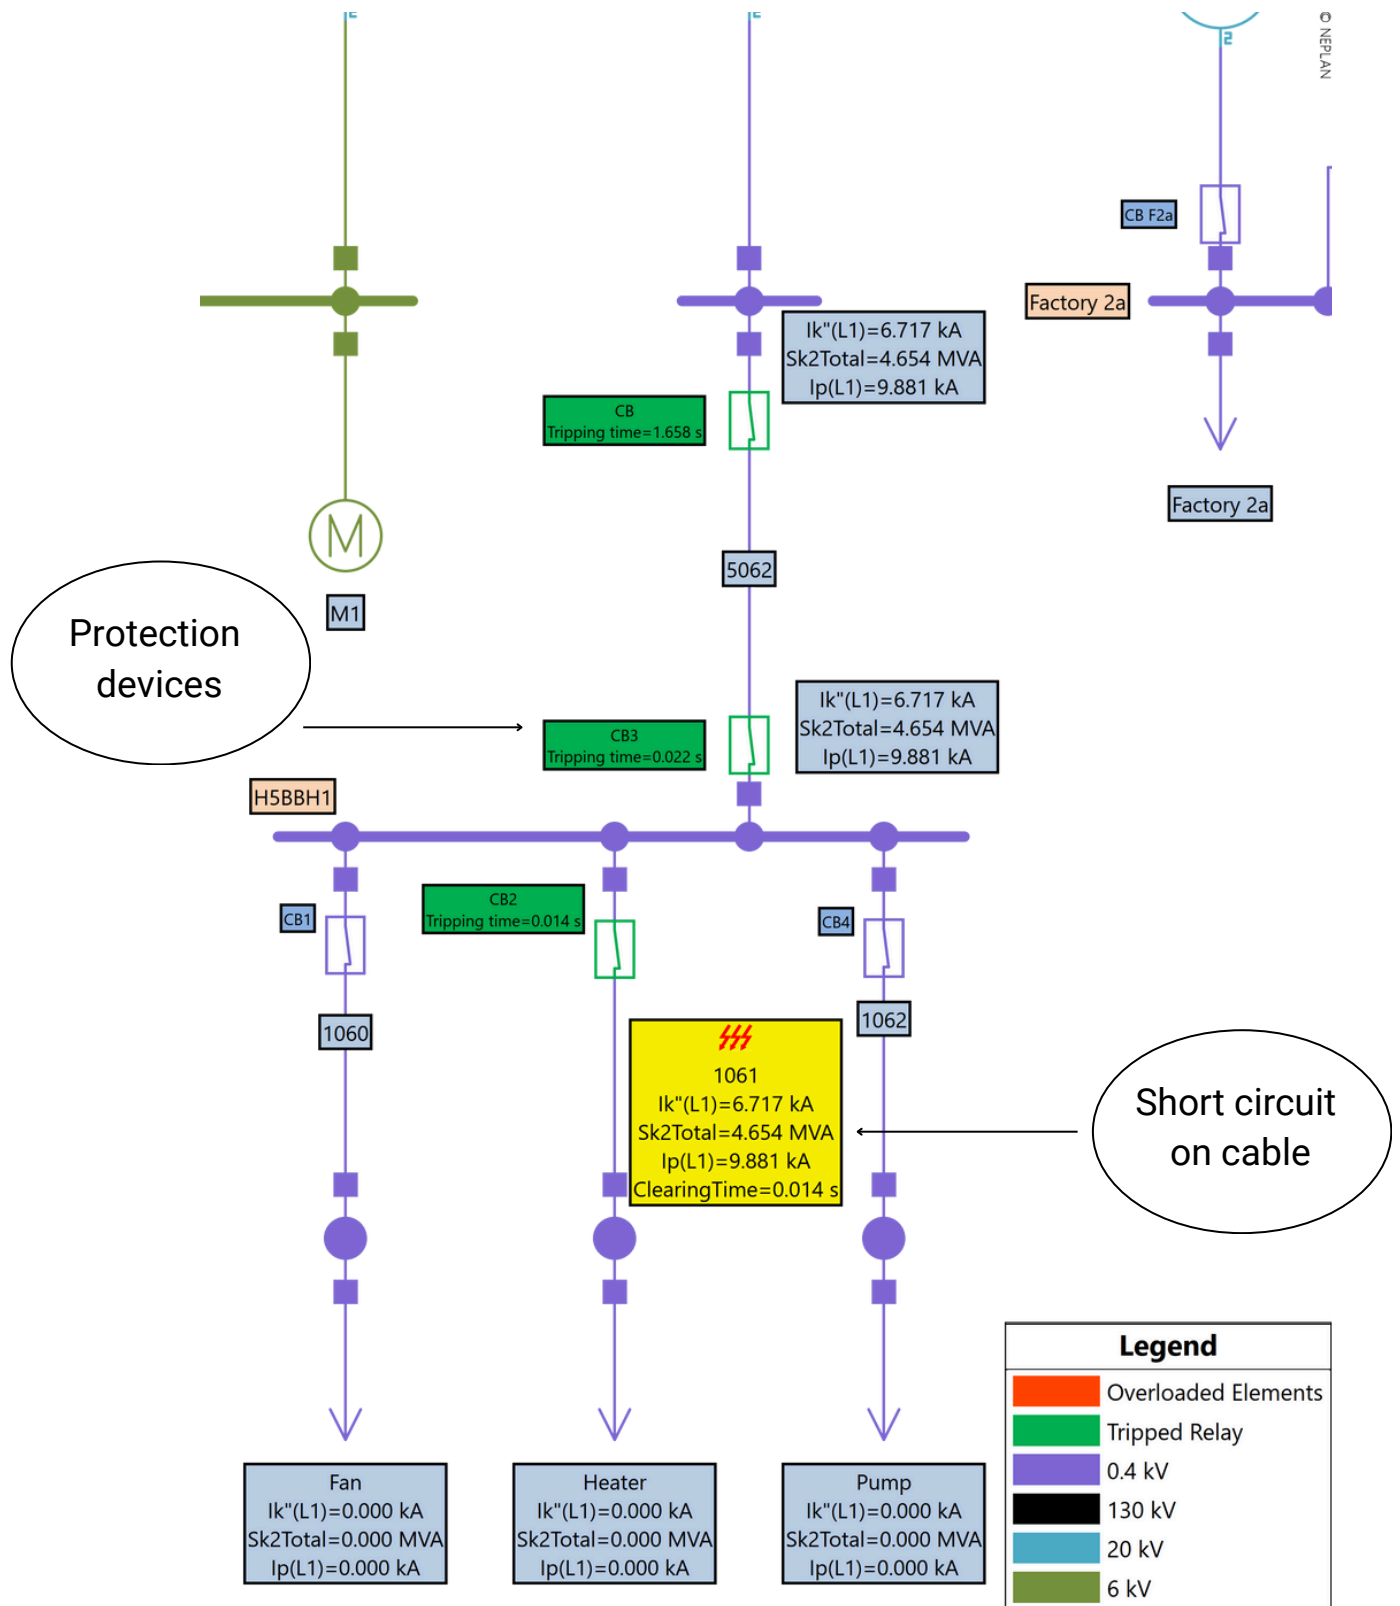 2
2
2
© NEPLAN
CB F2a
Factory 2a
Ik"(L1)=6.717 kA
Sk2Total=4.654 MVA
Ip(L1)=9.881 kA
CB
Tripping time=1.658 s
Factory 2a
5062
M
M1
Protection
devices
Ik"(L1)=6.717 kA
Sk2Total=4.654 MVA
Ip(L1)=9.881 kA
CB3
Tripping time=0.022 s
H5BBH1
CB1
CB2
Tripping time=0.014 s
CB4
1060
1062
1061
Ik"(L1)=6.717 kA
Sk2Total=4.654 MVA
Ip(L1)=9.881 kA
ClearingTime=0.014 s
Short circuit
on cable
Fan
Ik"(L1)=0.000 kA
Sk2Total=0.000 MVA
Ip(L1)=0.000 kA
Heater
Ik"(L1)=0.000 kA
Sk2Total=0.000 MVA
Ip(L1)=0.000 kA
Pump
Ik"(L1)=0.000 kA
Sk2Total=0.000 MVA
Ip(L1)=0.000 kA
Legend
Overloaded Elements
Tripped Relay
0.4 kV
130 kV
20 kV
6 kV